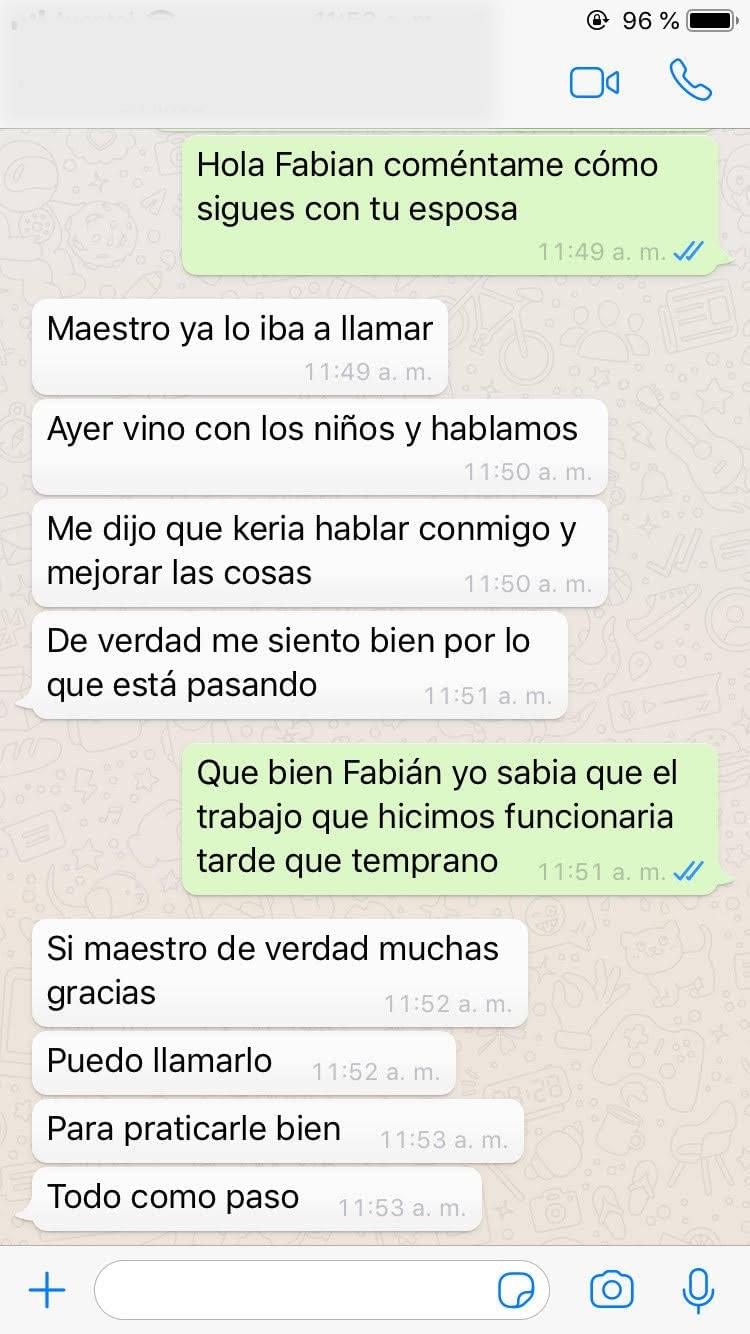 96 %
Hola Fabian coméntame cómo
sigues con tu esposa
11:49 a. m.
Maestro ya lo iba a llamar
11:49 a. m.
Ayer vino con los niños y hablamos
11:50 a. m.
Me dijo que keria hablar conmigo y
mejorar las cosas
11:50 a. m.
De verdad me siento bien por lo
que está pasando
11:51 a. m.
Que bien Fabián yo sabia que el
trabajo que hicimos funcionaria
tarde que temprano
11:51 a. m.
Si maestro de verdad muchas
gracias
11:52 a. m.
Puedo llamarlo
11:52 a. m.
Para praticarle bien
11:53 a. m.
Todo como paso
11:53 a. m.